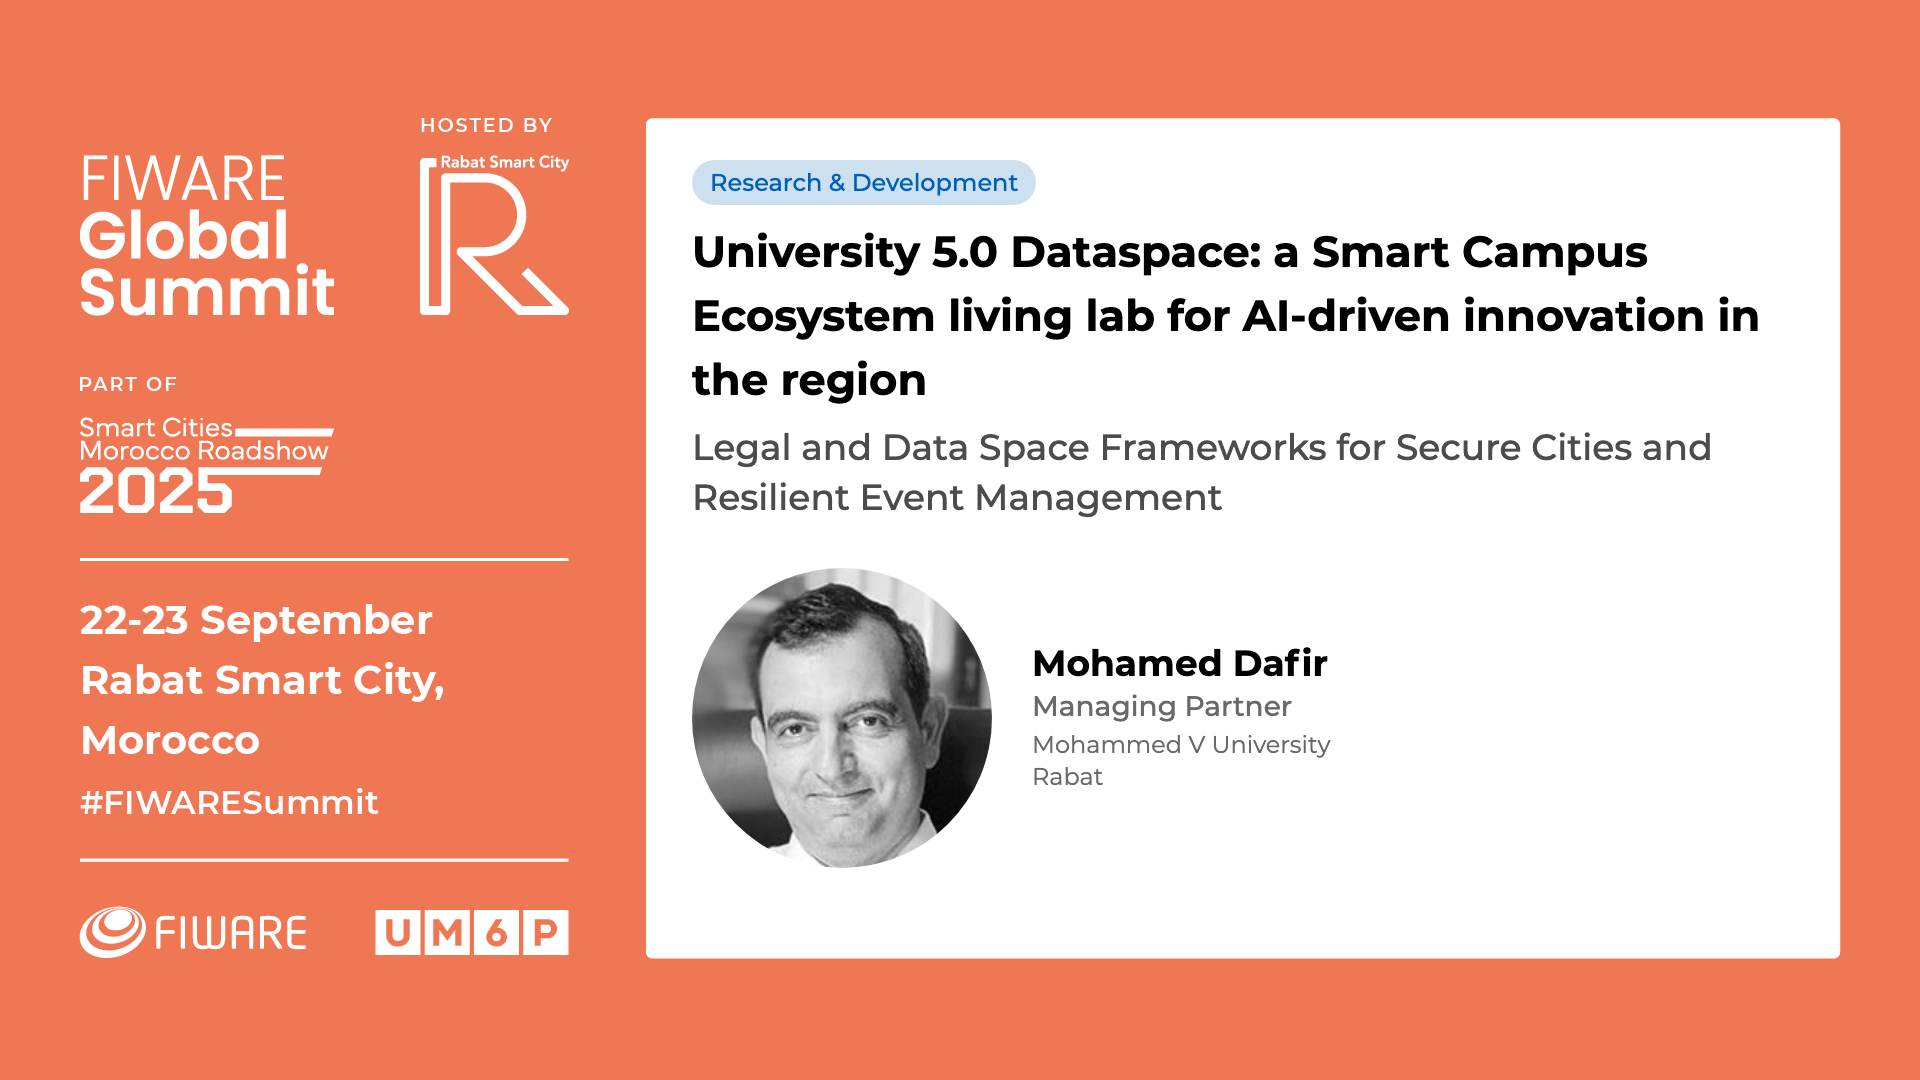 FIWARE
Global
Summit
HOSTED BY
Rabat Smart City
R
PART OF
Smart Cities
Morocco Roadshow
2025
22-23 September
Rabat Smart City,
Morocco
#FIWARESummit
FIWARE
UM6P
Research & Development
University 5.0 Dataspace: a Smart Campus
Ecosystem living lab for AI-driven innovation in
the region
Legal and Data Space Frameworks for Secure Cities and
Resilient Event Management
Mohamed Dafir
Managing Partner
Mohammed V University
Rabat